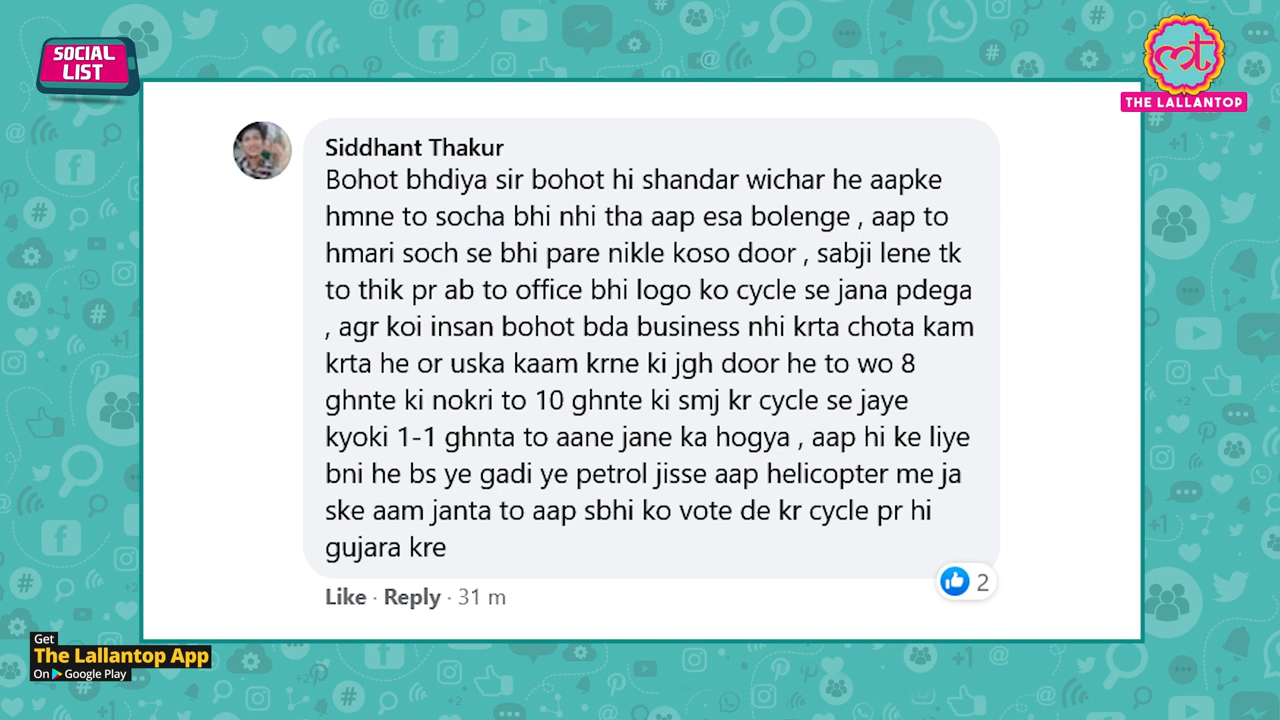 SOCIAL
LIST
THE LALLANTOP
Siddhant Thakur
Bohot bhdiya sir bohot hi shandar wichar he aapke
hmne to socha bhi nhi tha aap esa bolenge , aap to
hmari soch se bhi pare nikle koso door , sabji lene tk
to thik pr ab to office bhi logo ko cycle se jana pdega
, agr koi insan bohot bda business nhi krta chota kam
krta he or uska kaam krne ki jgh door he to wo 8
ghnte ki nokri to 10 ghnte ki smj kr cycle se jaye
kyoki 1-1 ghnta to aane jane ka hogya , aap hi ke liye
bni he bs ye gadi ye petrol jisse aap helicopter me ja
ske aam janta to aap sbhi ko vote de kr cycle pr hi
gujara kre
2
Like · Reply · 31 m
Get
The Lallantop App
On Google Play